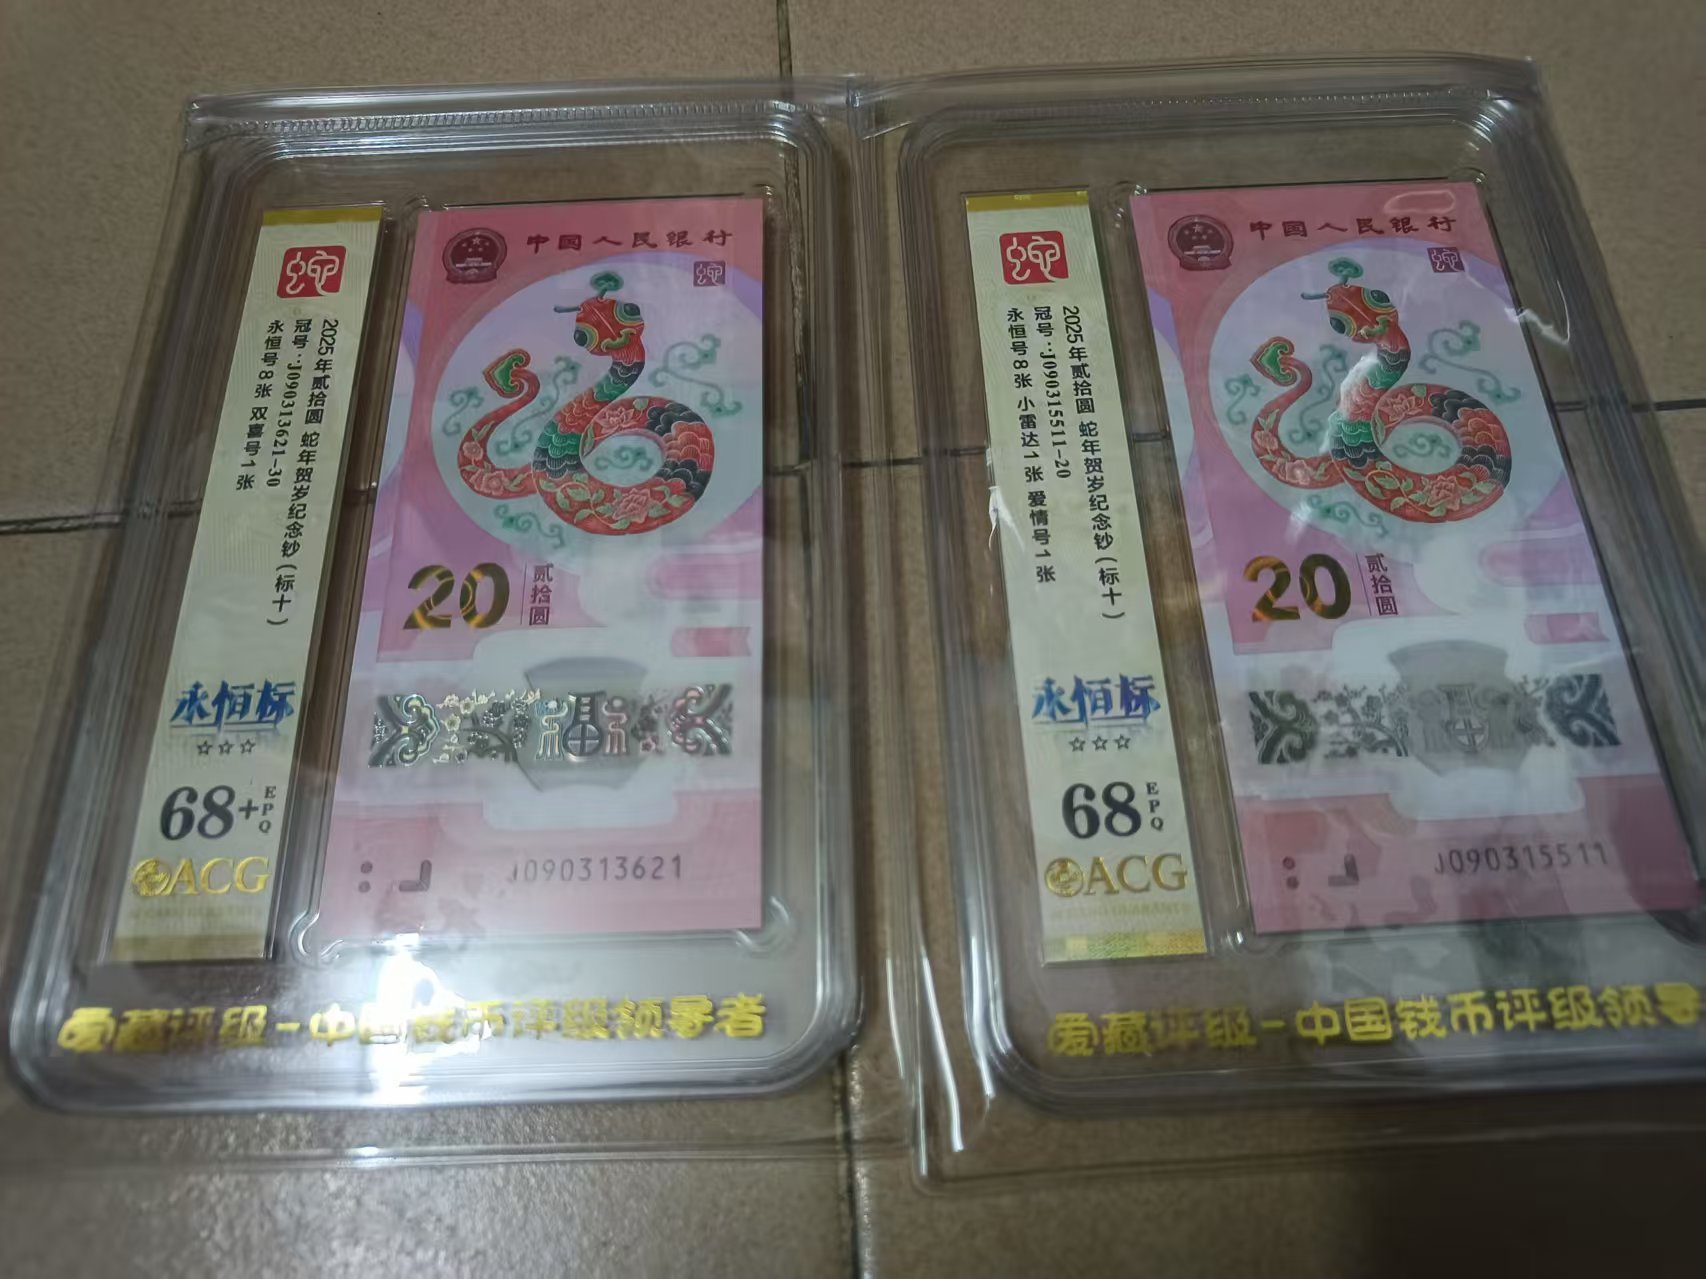 蛇
2025年贰拾圆 蛇年贺岁纪念钞(标十)
冠号:J090313621-30
永恒号8张 双喜号1张
永恒标
☆☆☆
68+
EPQ
ACG
中国人民银行
蛇
20
贰拾圆
福
J090313621
爱藏评级-中国钱币评级领导者
蛇
2025年贰拾圆 蛇年贺岁纪念钞(标十)
冠号:J090315511-20
永恒号8张 小雷达1张 爱情号1张
永恒标
☆☆☆
68
EPQ
ACG
中国人民银行
蛇
20
贰拾圆
福
J090315511
爱藏评级-中国钱币评级领导